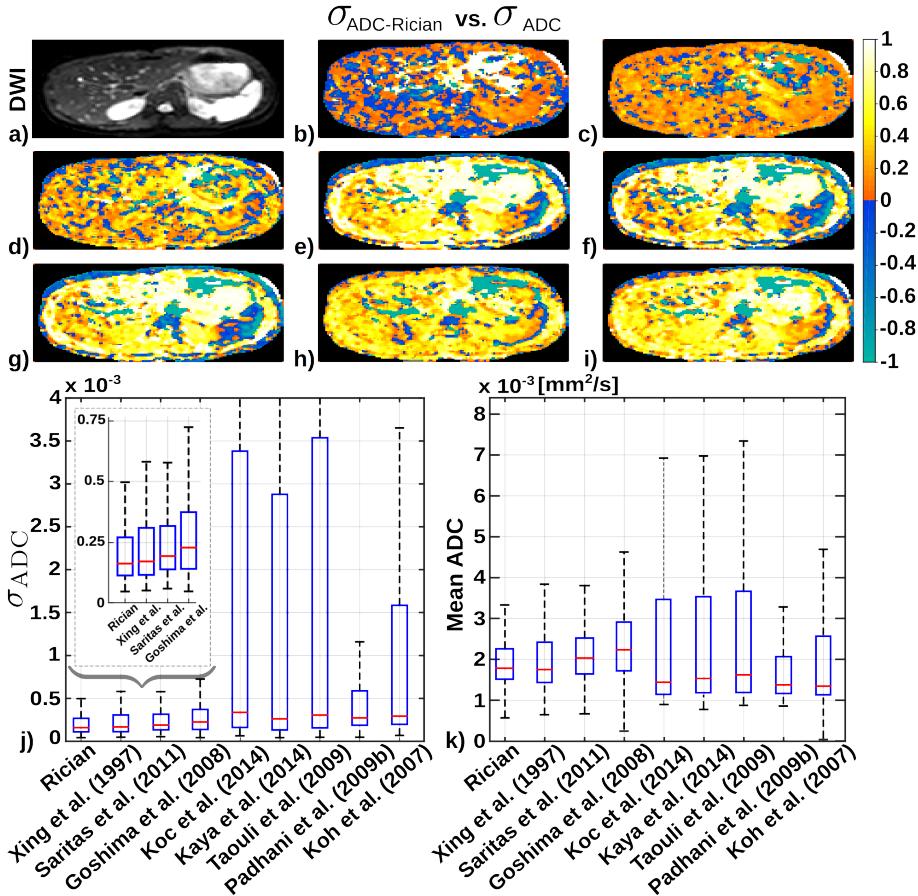 σADC-Rician vs. σ ADC
DWI
a)
b)
c)
d)
e)
f)
g)
h)
i)
1
0.8
0.6
0.4
0.2
0
-0.2
-0.4
-0.6
-0.8
-1
x 10-3
4
3.5
3
2.5
2
1.5
1
0.5
0
σADC
0.75
0.5
0.25
0
Rician
Xing et al.
Saritas et al.
Goshima et al.
j)
Rician
Xing et al. (1997)
Saritas et al. (2011)
Goshima et al. (2008)
Koc et al. (2014)
Kaya et al. (2014)
Taouli et al. (2009)
Padhani et al. (2009b)
Koh et al. (2007)
x 10-3 [mm2/s]
8
7
6
5
4
3
2
1
0
Mean ADC
k)
Rician
Xing et al. (1997)
Saritas et al. (2011)
Goshima et al. (2008)
Koc et al. (2014)
Kaya et al. (2014)
Taouli et al. (2009)
Padhani et al. (2009b)
Koh et al. (2007)